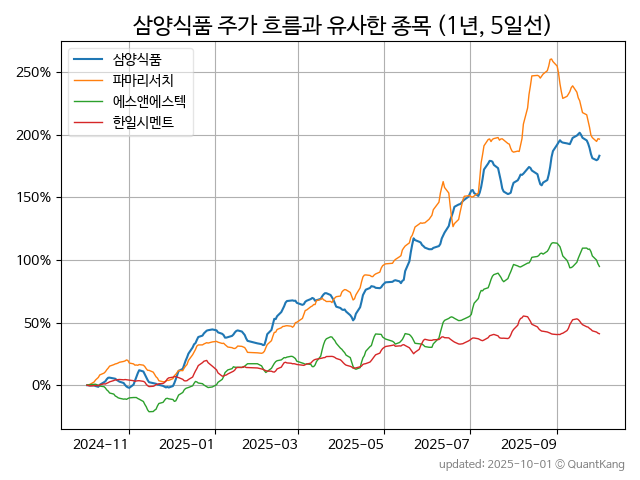 삼양식품 주가 흐름과 유사한 종목 (1년, 5일선)
삼양식품
파마리서치
에스앤에스텍
한일시멘트
250%
200%
150%
100%
50%
0%
2024-11 2025-01 2025-03 2025-05 2025-07 2025-09
updated: 2025-10-01 © QuantKang